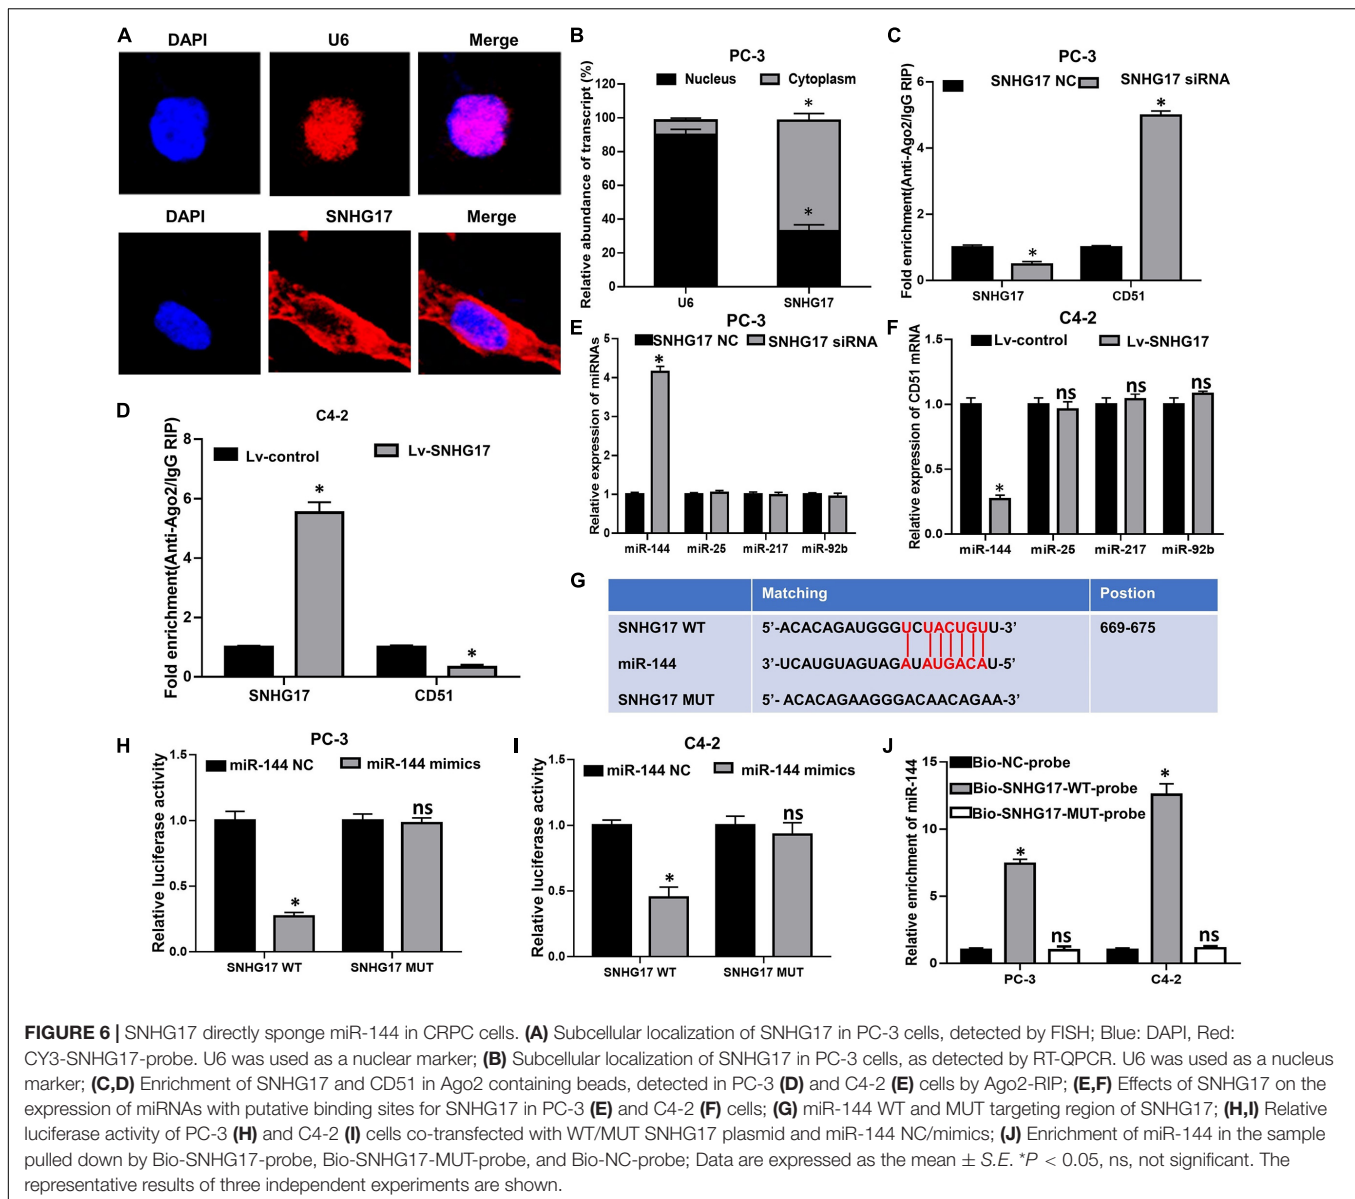 A
DAPI
U6
Merge
DAPI
SNHG17
Merge
B
PC-3
Nucleus
Cytoplasm
Relative abundance of transcript (%)
120
100
80
60
40
20
0
*
*
U6
SNHG17
C
PC-3
SNHG17 NC
SNHG17 siRNA
Fold enrichment(Anti-Ago2/IgG RIP)
6
4
2
0
*
*
SNHG17
CD51
D
C4-2
Lv-control
Lv-SNHG17
Fold enrichment(Anti-Ago2/IgG RIP)
8
6
4
2
0
*
*
SNHG17
CD51
E
PC-3
SNHG17 NC
SNHG17 siRNA
Relative expression of miRNAs
5
4
3
2
1
0
*
miR-144
miR-25
miR-217
miR-92b
F
C4-2
Lv-control
Lv-SNHG17
Relative expression of CD51 mRNA
1.5
1.0
0.5
0.0
*
ns
ns
ns
miR-144
miR-25
miR-217
miR-92b
G
Matching
Postion
SNHG17 WT
5’-ACACAGAUGGGUCUACUGUU-3’
669-675
miR-144
3’-UCAUGUAGUAGAUAUGACAU-5’
SNHG17 MUT
5’- ACACAGAAGGGACAACAGAA-3’
H
PC-3
miR-144 NC
miR-144 mimics
Relative luciferase activity
1.5
1.0
0.5
0.0
*
ns
SNHG17 WT
SNHG17 MUT
I
C4-2
miR-144 NC
miR-144 mimics
Relative luciferase activity
1.5
1.0
0.5
0.0
*
ns
SNHG17 WT
SNHG17 MUT
J
Bio-NC-probe
Bio-SNHG17-WT-probe
Bio-SNHG17-MUT-probe
Relative enrichment of miR-144
15
10
5
0
*
ns
*
ns
PC-3
C4-2
FIGURE 6 | SNHG17 directly sponge miR-144 in CRPC cells. (A) Subcellular localization of SNHG17 in PC-3 cells, detected by FISH; Blue: DAPI, Red:
CY3-SNHG17-probe. U6 was used as a nuclear marker; (B) Subcellular localization of SNHG17 in PC-3 cells, as detected by RT-QPCR. U6 was used as a nucleus
marker; (C,D) Enrichment of SNHG17 and CD51 in Ago2 containing beads, detected in PC-3 (D) and C4-2 (E) cells by Ago2-RIP; (E,F) Effects of SNHG17 on the
expression of miRNAs with putative binding sites for SNHG17 in PC-3 (E) and C4-2 (F) cells; (G) miR-144 WT and MUT targeting region of SNHG17; (H,I) Relative
luciferase activity of PC-3 (H) and C4-2 (I) cells co-transfected with WT/MUT SNHG17 plasmid and miR-144 NC/mimics; (J) Enrichment of miR-144 in the sample
pulled down by Bio-SNHG17-probe, Bio-SNHG17-MUT-probe, and Bio-NC-probe; Data are expressed as the mean ± S.E. *P < 0.05, ns, not significant. The
representative results of three independent experiments are shown.